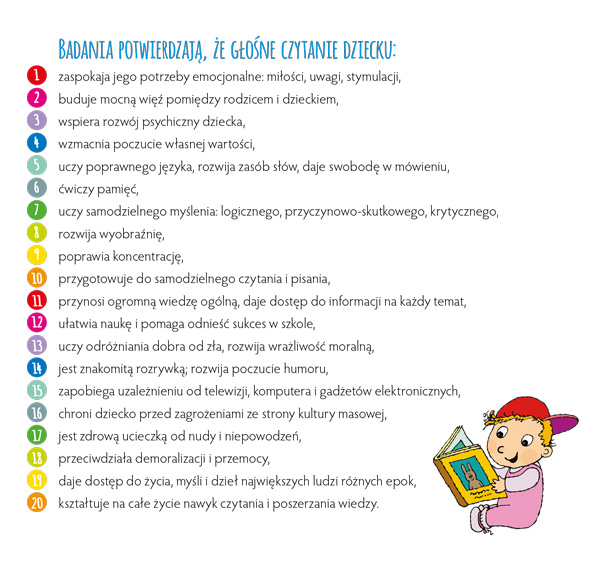 Badania potwierdzają, że głośne czytanie dziecku:
1 zaspokaja jego potrzeby emocjonalne: miłości, uwagi, stymulacji,
2 buduje mocną więź pomiędzy rodzicem i dzieckiem,
3 wspiera rozwój psychiczny dziecka,
4 wzmacnia poczucie własnej wartości,
5 uczy poprawnego języka, rozwija zasób słów, daje swobodę w mówieniu,
6 ćwiczy pamięć,
7 uczy samodzielnego myślenia: logicznego, przyczynowo-skutkowego, krytycznego,
8 rozwija wyobraźnię,
9 poprawia koncentrację,
10 przygotowuje do samodzielnego czytania i pisania,
11 przynosi ogromną wiedzę ogólną, daje dostęp do informacji na każdy temat,
12 ułatwia naukę i pomaga odnieść sukces w szkole,
13 uczy odróżniania dobra od zła, rozwija wrażliwość moralną,
14 jest znakomitą rozrywką; rozwija poczucie humoru,
15 zapobiega uzależnieniu od telewizji, komputera i gadżetów elektronicznych,
16 chroni dziecko przed zagrożeniami ze strony kultury masowej,
17 jest zdrową ucieczką od nudy i niepowodzeń,
18 przeciwdziała demoralizacji i przemocy,
19 daje dostęp do życia, myśli i dzieł największych ludzi różnych epok,
20 kształtuje na całe życie nawyk czytania i poszerzania wiedzy.